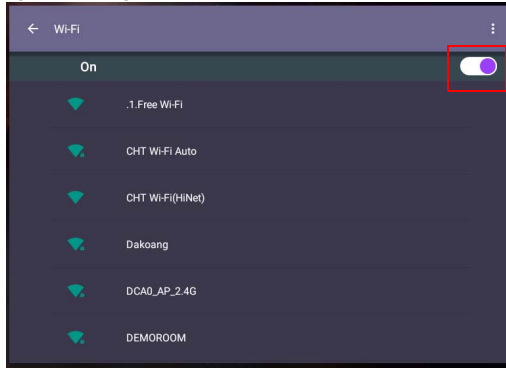 Wi-Fi
On
.1.Free Wi-Fi
CHT Wi-Fi Auto
CHT Wi-Fi(HiNet)
Dakoang
DCA0_AP_2.4G
DEMOROOM